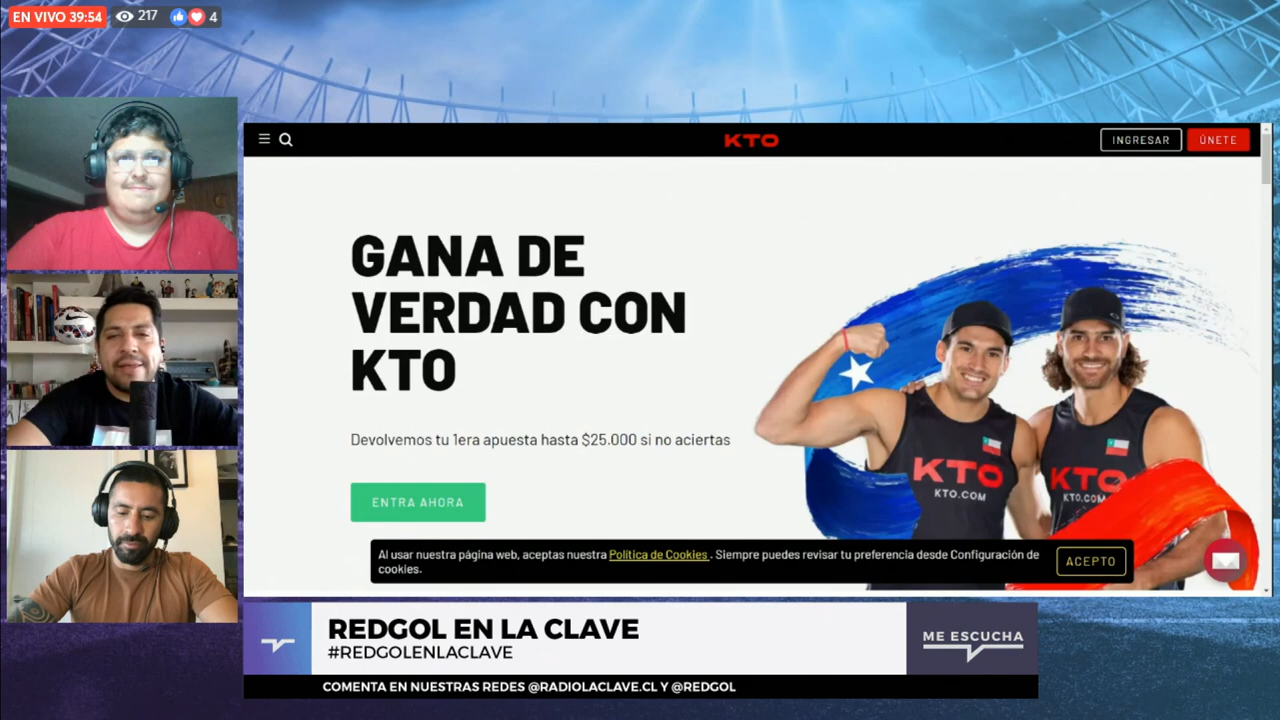 EN VIVO 39:54 217 4
KTO
INGRESAR ÚNETE
GANA DE
VERDAD CON
KTO
Devolvemos tu 1era apuesta hasta $25.000 si no aciertas
ENTRA AHORA
KTO
KTO.COM
KTO
KTO.COM
Al usar nuestra página web, aceptas nuestra Política de Cookies . Siempre puedes revisar tu preferencia desde Configuración de
cookies.
ACEPTO
REDGOL EN LA CLAVE
#REDGOLENLACLAVE
ME ESCUCHA
COMENTA EN NUESTRAS REDES @RADIOLACLAVE.CL Y @REDGOL